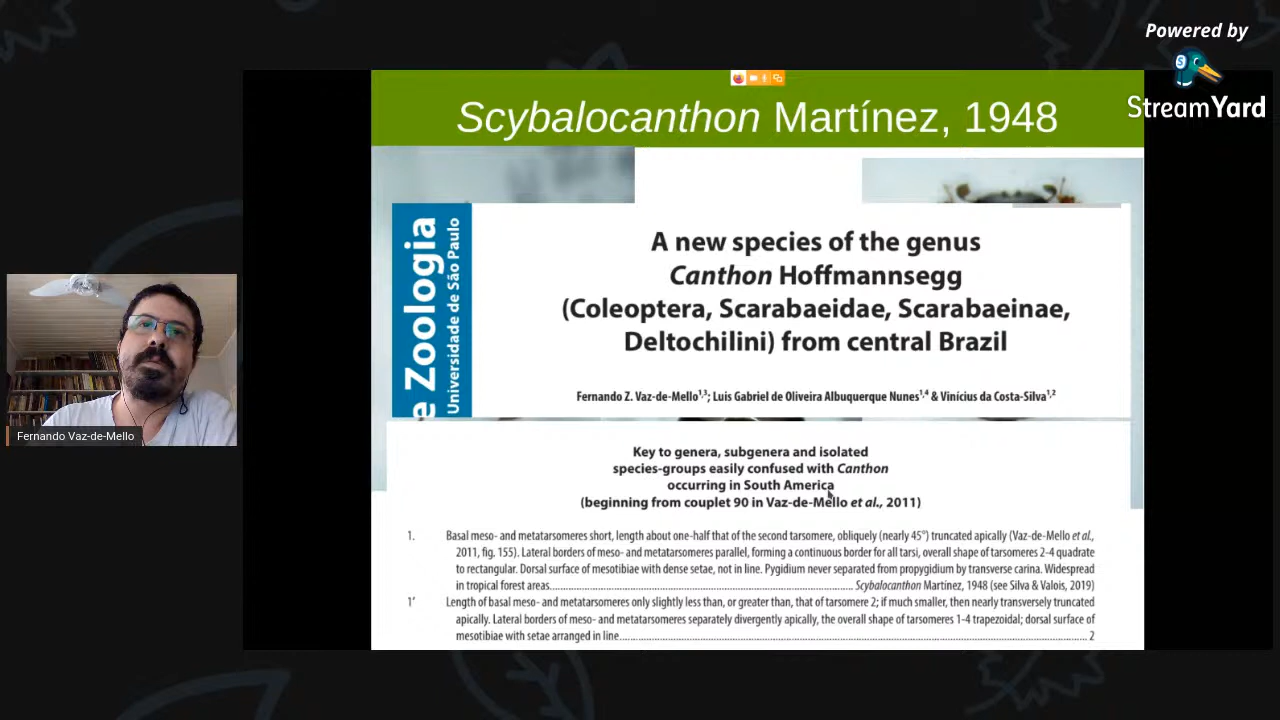 Powered by
StreamYard
Scybalocanthon Martínez, 1948
e Zoologia
Universidade de São Paulo
A new species of the genus
Canthon Hoffmannsegg
(Coleoptera, Scarabaeidae, Scarabaeinae,
Deltochilini) from central Brazil
Fernando Z. Vaz-de-Mello¹,³; Luís Gabriel de Oliveira Albuquerque Nunes¹,⁴ & Vinícius da Costa-Silva¹,²
Key to genera, subgenera and isolated
species-groups easily confused with Canthon
occurring in South America
(beginning from couplet 90 in Vaz-de-Mello et al., 2011)
1. Basal meso- and metatarsomeres short, length about one-half that of the second tarsomere, obliquely (nearly 45°) truncated apically (Vaz-de-Mello et al.,
2011, fig. 155). Lateral borders of meso- and metatarsomeres parallel, forming a continuous border for all tarsi, overall shape of tarsomeres 2-4 quadrate
to rectangular. Dorsal surface of mesotibiae with dense setae, not in line. Pygidium never separated from propygidium by transverse carina. Widespread
in tropical forest areas.......... Scybalocanthon Martínez, 1948 (see Silva & Valois, 2019)
1' Length of basal meso- and metatarsomeres only slightly less than, or greater than, that of tarsomere 2; if much smaller, then nearly transversely truncated
apically. Lateral borders of meso- and metatarsomeres separately divergently apically, the overall shape of tarsomeres 1-4 trapezoidal; dorsal surface of
mesotibiae with setae arranged in line.......... 2
Fernando Vaz-de-Mello